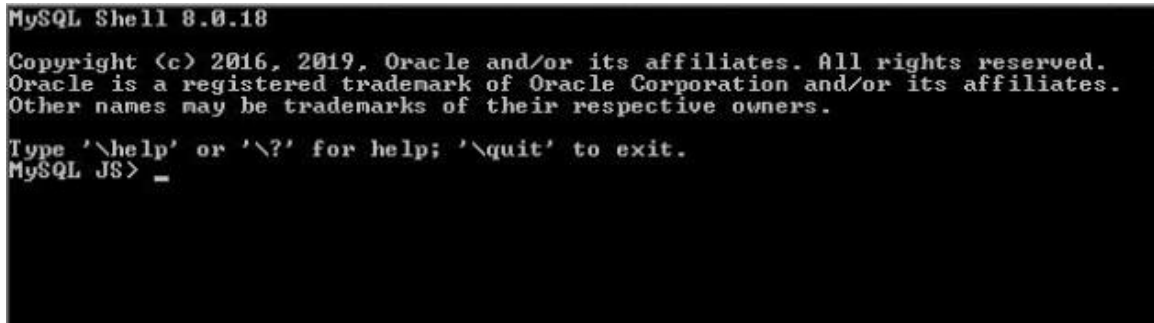 MySQL Shell 8.0.18
Copyright (c) 2016, 2019, Oracle and/or its affiliates. All rights reserved.
Oracle is a registered trademark of Oracle Corporation and/or its affiliates.
Other names may be trademarks of their respective owners.
Type '\help' or '\?' for help; '\quit' to exit.
MySQL JS> _